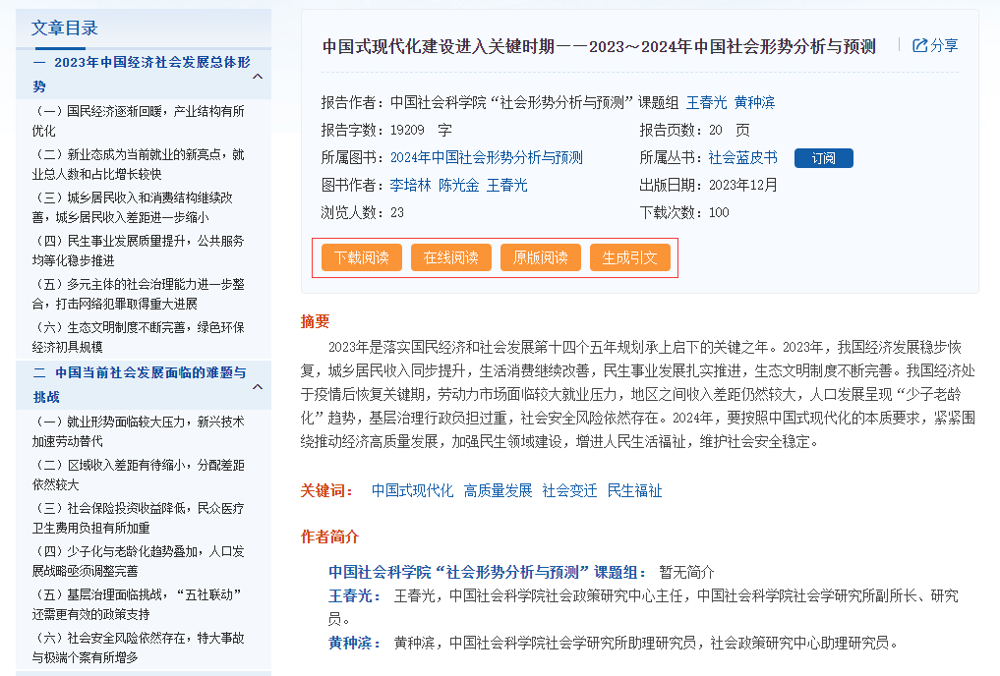 文章目录
一 2023年中国经济社会发展总体形
势
（一）国民经济逐渐回暖，产业结构有所
优化
（二）新业态成为当前就业的新亮点，就
业总人数和占比增长较快
（三）城乡居民收入和消费结构继续改
善，城乡居民收入差距进一步缩小
（四）民生事业发展质量提升，公共服务
均等化稳步推进
（五）多元主体的社会治理能力进一步整
合，打击网络犯罪取得重大进展
（六）生态文明制度不断完善，绿色环保
经济初具规模
二 中国当前社会发展面临的难题与
挑战
（一）就业形势面临较大压力，新兴技术
加速劳动替代
（二）区域收入差距有待缩小，分配差距
依然较大
（三）社会保险投资收益降低，民众医疗
卫生费用负担有所加重
（四）少子化与老龄化趋势叠加，人口发
展战略亟须调整完善
（五）基层治理面临挑战，“五社联动”
还需更有效的政策支持
（六）社会安全风险依然存在，特大事故
与极端个案有所增多
中国式现代化建设进入关键时期——2023～2024年中国社会形势分析与预测
分享
报告作者：中国社会科学院“社会形势分析与预测”课题组 王春光 黄种滨
报告字数：19209 字 报告页数：20 页
所属图书：2024年中国社会形势分析与预测 所属丛书：社会蓝皮书 订阅
图书作者：李培林 陈光金 王春光 出版日期：2023年12月
浏览人数：23 下载次数：100
下载阅读 在线阅读 原版阅读 生成引文
摘要
2023年是落实国民经济和社会发展第十四个五年规划承上启下的关键之年。2023年，我国经济发展稳步恢
复，城乡居民收入同步提升，生活消费继续改善，民生事业发展扎实推进，生态文明制度不断完善。我国经济处
于疫情后恢复关键期，劳动力市场面临较大就业压力，地区之间收入差距仍然较大，人口发展呈现“少子老龄
化”趋势，基层治理行政负担过重，社会安全风险依然存在。2024年，要按照中国式现代化的本质要求，紧紧围
绕推动经济高质量发展，加强民生领域建设，增进人民生活福祉，维护社会安全稳定。
关键词： 中国式现代化 高质量发展 社会变迁 民生福祉
作者简介
中国社会科学院“社会形势分析与预测”课题组： 暂无简介
王春光： 王春光，中国社会科学院社会政策研究中心主任，中国社会科学院社会学研究所副所长、研究
员。
黄种滨： 黄种滨，中国社会科学院社会学研究所助理研究员，社会政策研究中心助理研究员。